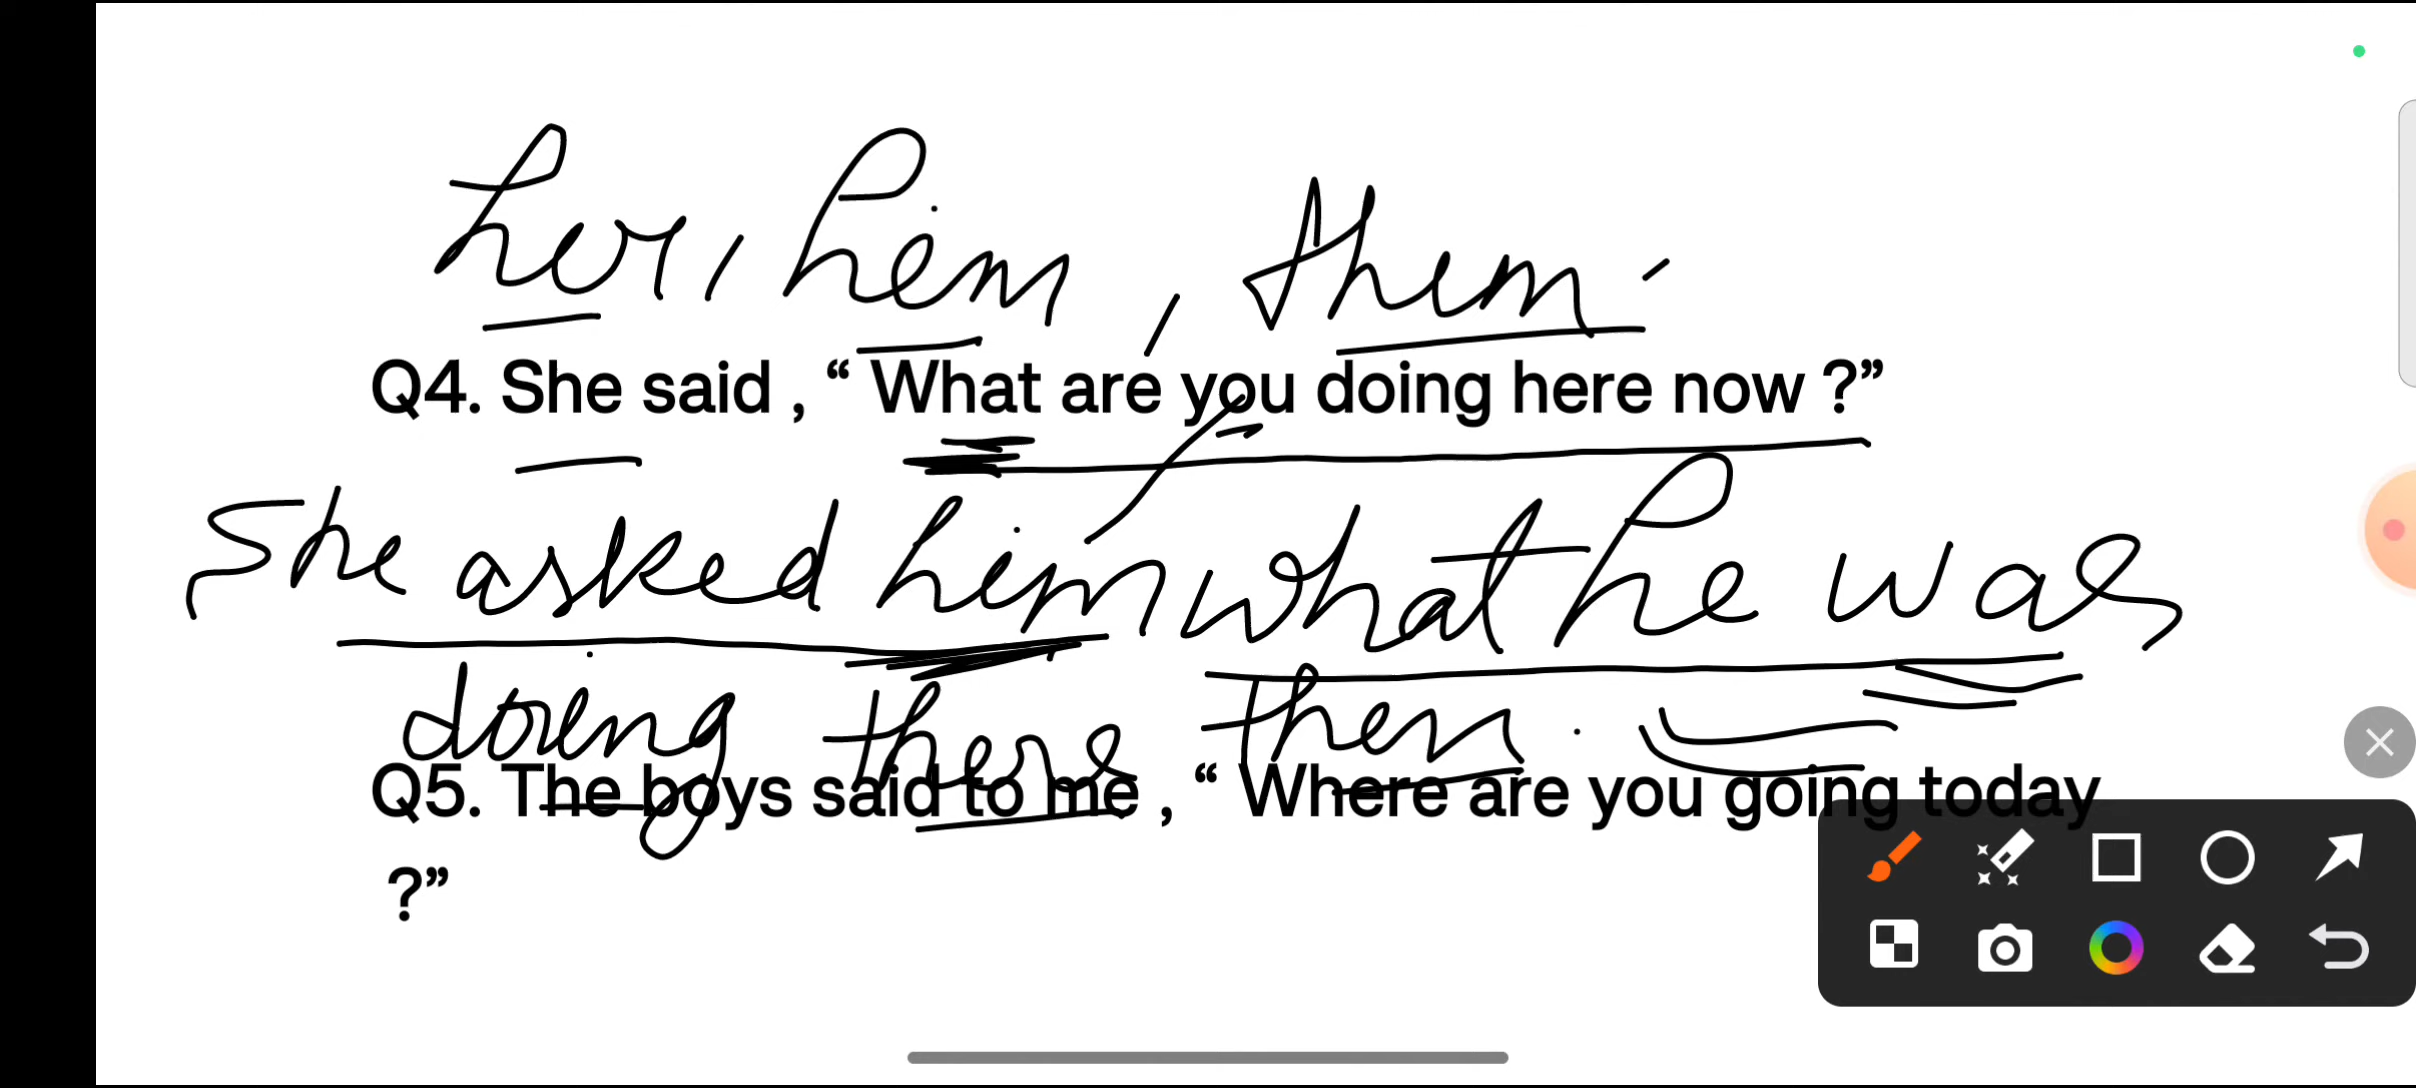 her, him, them
Q4. She said , “ What are you doing here now ?”
She asked him what he was
doing there then.
Q5. The boys said to me , “ Where are you going today
?”